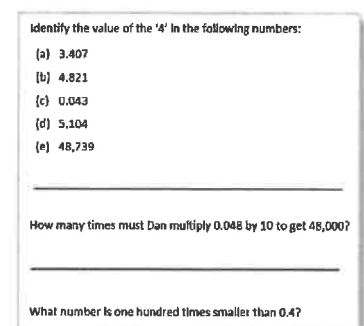 Identify the value of the '4' in the following numbers:
(a) 3.407
(b) 4.821
(c) 0.043
(d) 5,104
(e) 48,739
How many times must Dan multiply 0.048 by 10 to get 48,000?
What number is one hundred times smaller than 0.4?